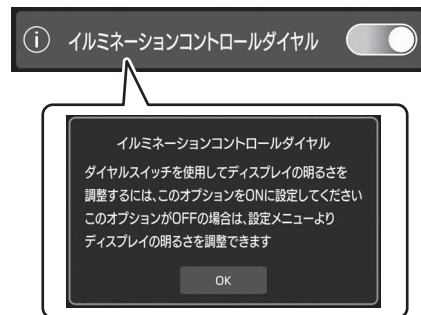 i イルミネーションコントロールダイヤル
イルミネーションコントロールダイヤル
ダイヤルスイッチを使用してディスプレイの明るさを
調整するには、このオプションをONに設定してください
このオプションがOFFの場合は、設定メニューより
ディスプレイの明るさを調整できます
OK